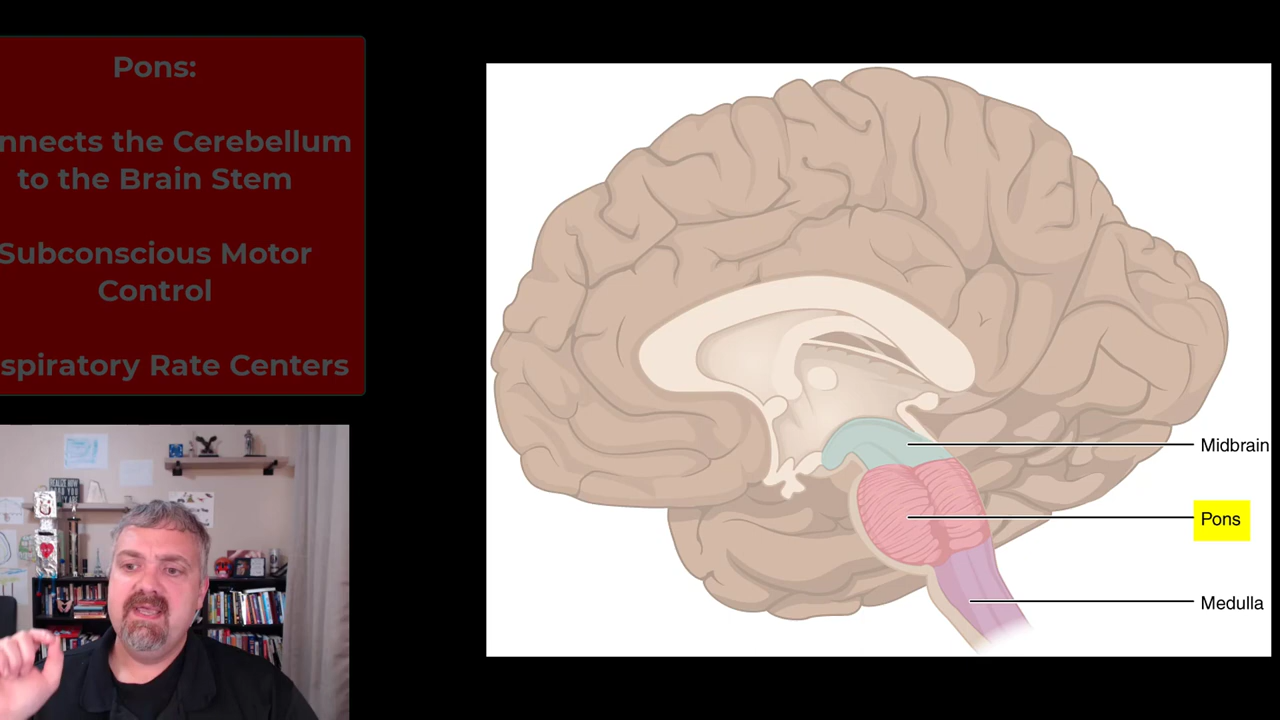 Pons:
nnects the Cerebellum
to the Brain Stem
Subconscious Motor
Control
spiratory Rate Centers
Midbrain
Pons
Medulla